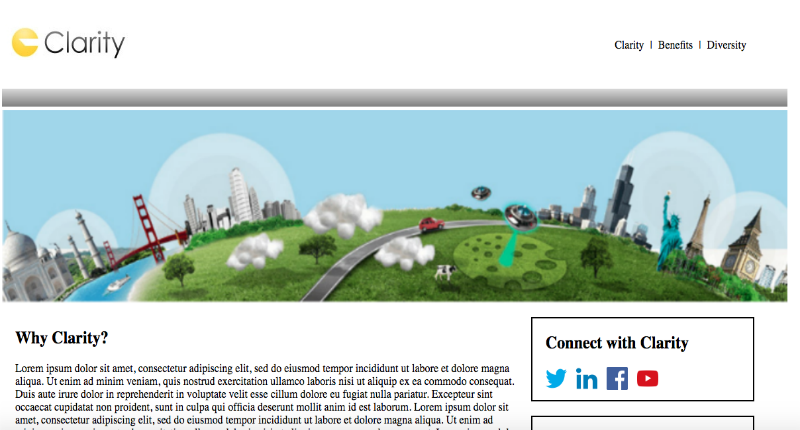 Clarity
Clarity | Benefits | Diversity
Why Clarity?
Lorem ipsum dolor sit amet, consectetur adipiscing elit, sed do eiusmod tempor incididunt ut labore et dolore magna
aliqua. Ut enim ad minim veniam, quis nostrud exercitation ullamco laboris nisi ut aliquip ex ea commodo consequat.
Duis aute irure dolor in reprehenderit in voluptate velit esse cillum dolore eu fugiat nulla pariatur. Excepteur sint
occaecat cupidatat non proident, sunt in culpa qui officia deserunt mollit anim id est laborum. Lorem ipsum dolor sit
amet, consectetur adipiscing elit, sed do eiusmod tempor incididunt ut labore et dolore magna aliqua. Ut enim ad
Connect with Clarity
in